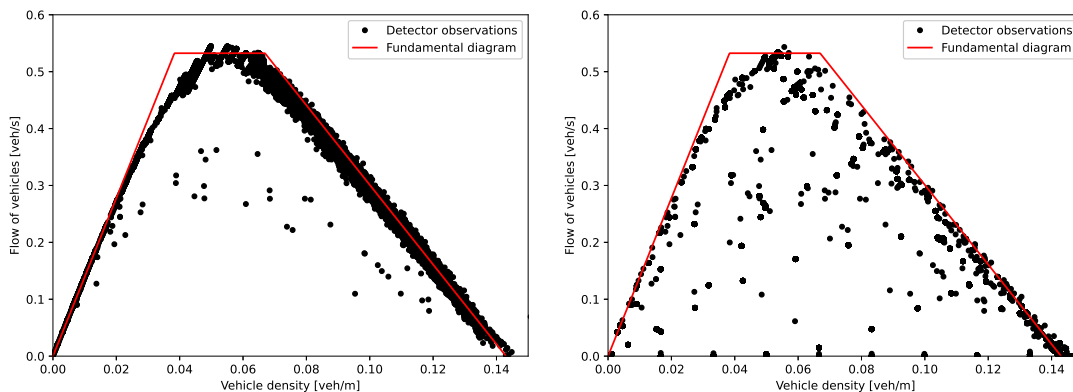 0.6
0.5
0.4
0.3
0.2
0.1
0.0
Flow of vehicles [veh/s]
0.00 0.02 0.04 0.06 0.08 0.10 0.12 0.14
Vehicle density [veh/m]
Detector observations
Fundamental diagram
0.6
0.5
0.4
0.3
0.2
0.1
0.0
Flow of vehicles [veh/s]
0.00 0.02 0.04 0.06 0.08 0.10 0.12 0.14
Vehicle density [veh/m]
Detector observations
Fundamental diagram